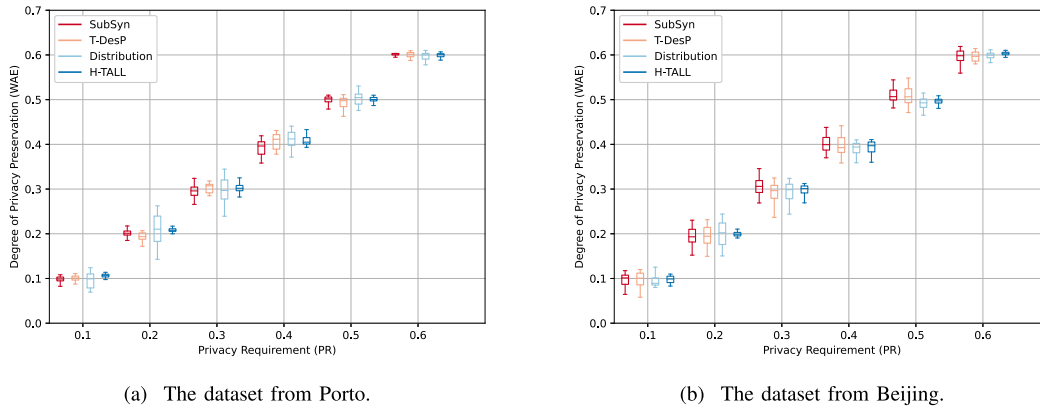 Degree of Privacy Preservation (WAE)
0.7
0.6
0.5
0.4
0.3
0.2
0.1
0.0
SubSyn
T-DesP
Distribution
H-TALL
0.1 0.2 0.3 0.4 0.5 0.6
Privacy Requirement (PR)
(a) The dataset from Porto.
Degree of Privacy Preservation (WAE)
0.7
0.6
0.5
0.4
0.3
0.2
0.1
0.0
SubSyn
T-DesP
Distribution
H-TALL
0.1 0.2 0.3 0.4 0.5 0.6
Privacy Requirement (PR)
(b) The dataset from Beijing.